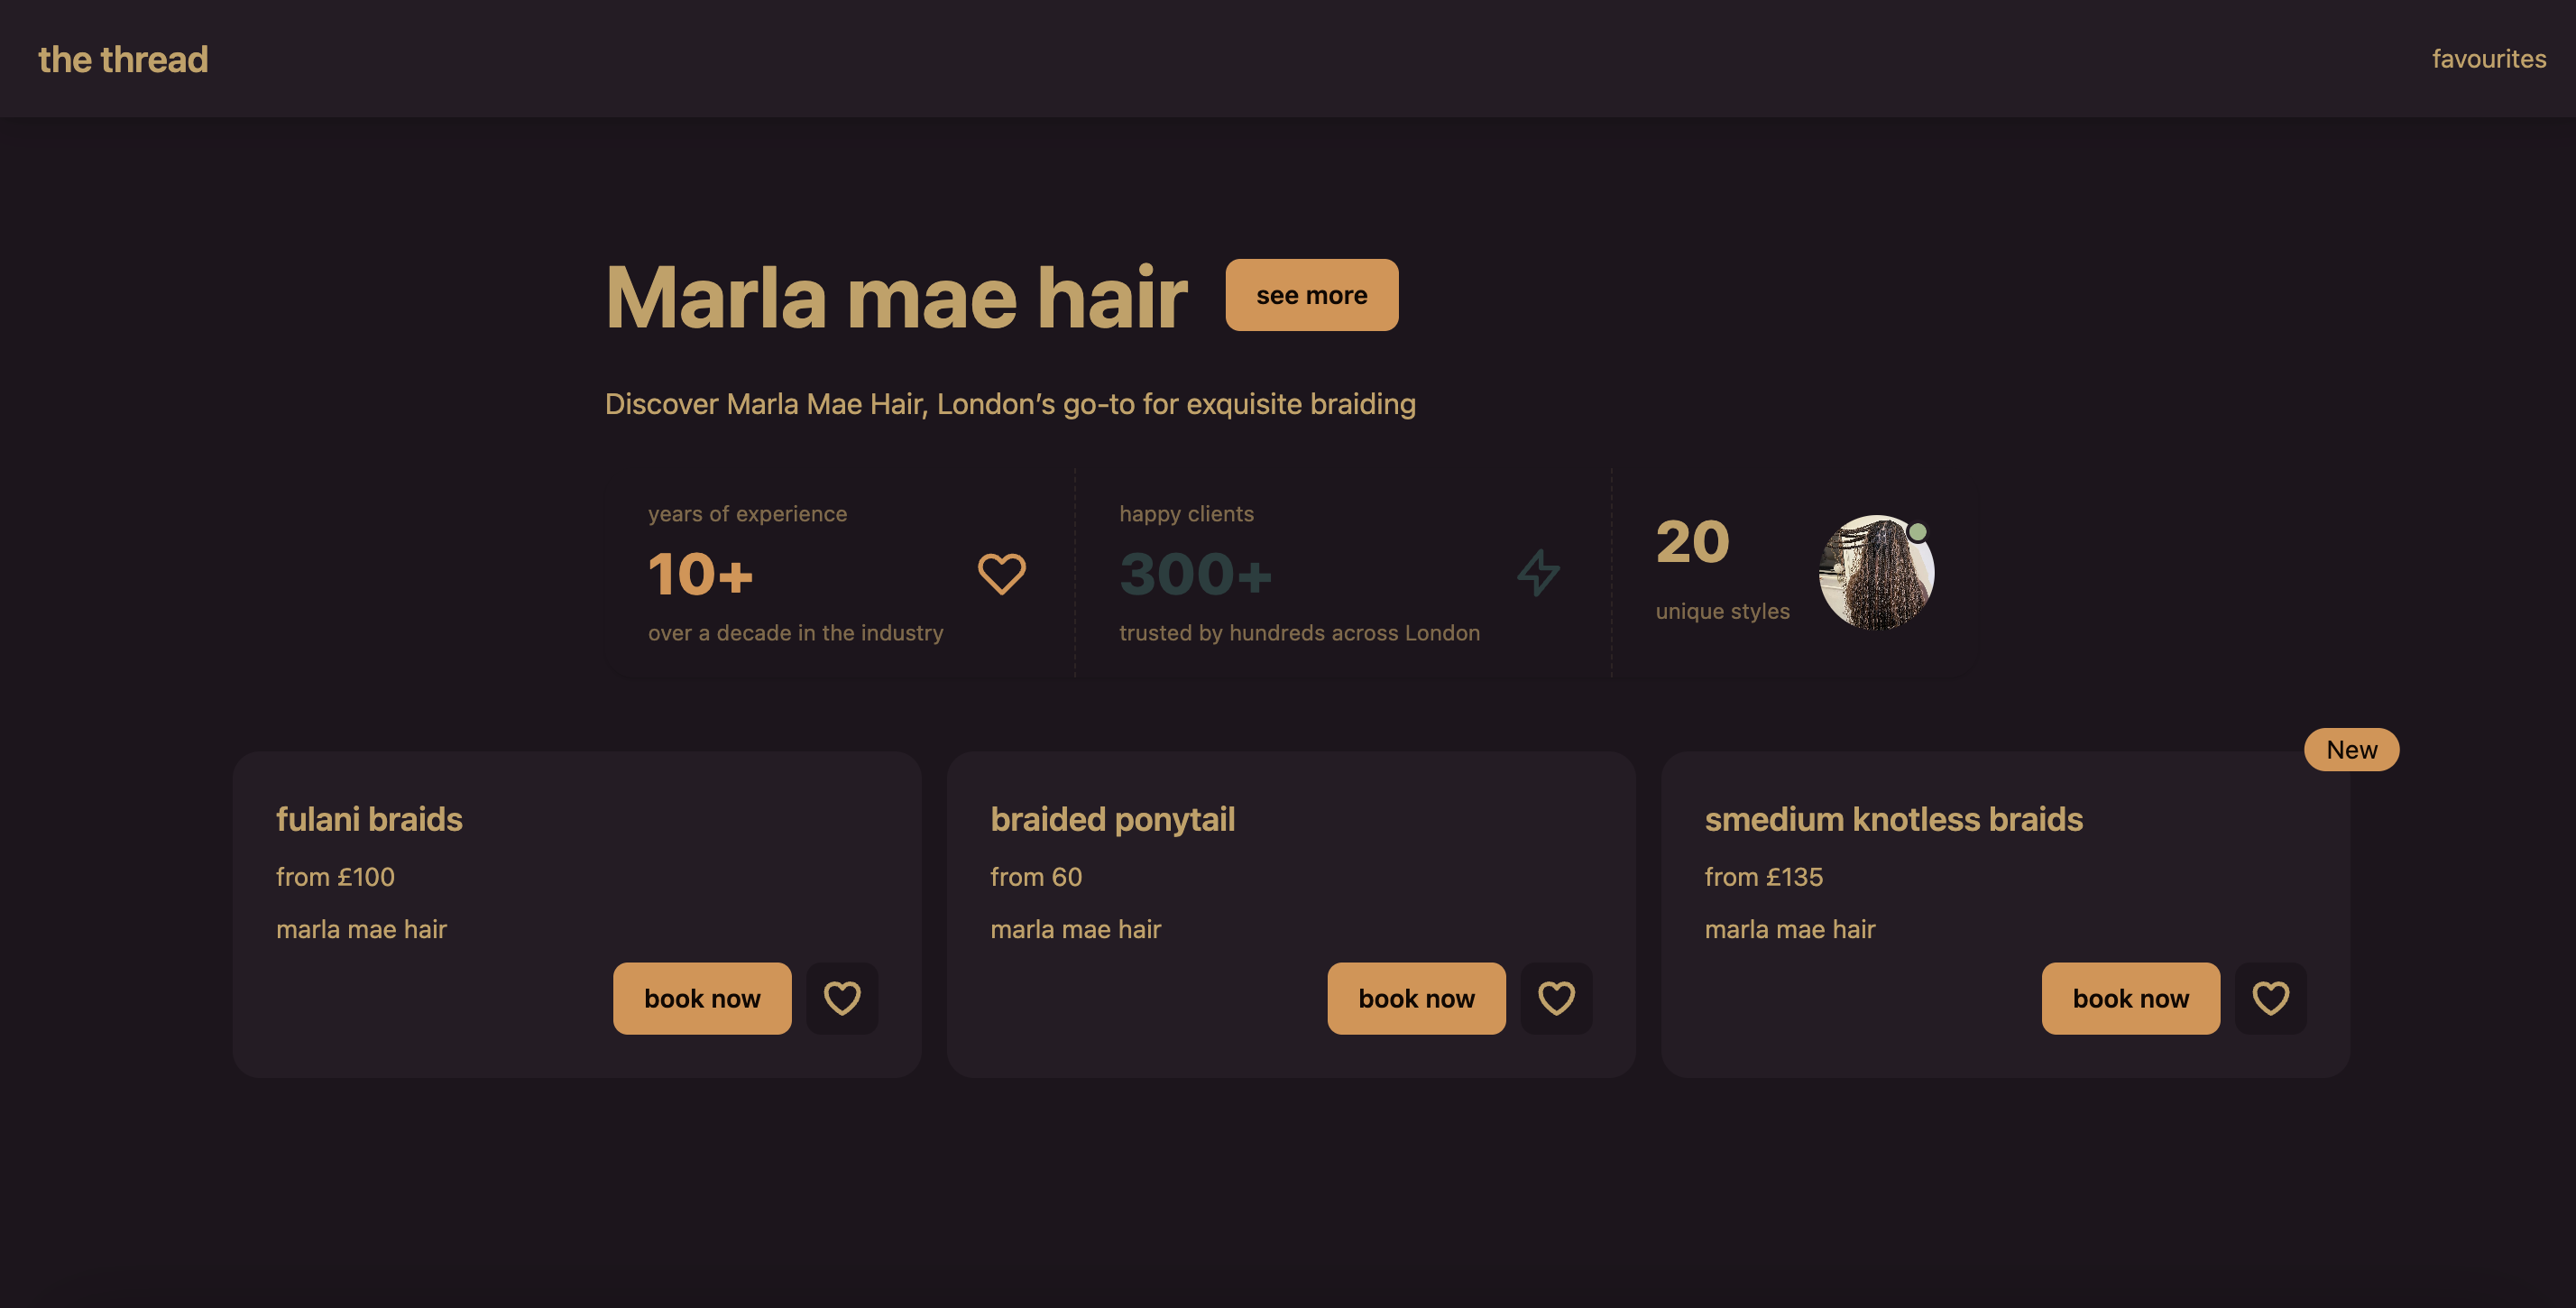 the thread
favourites
Marla mae hair
see more
Discover Marla Mae Hair, London’s go-to for exquisite braiding
years of experience
10+
over a decade in the industry
happy clients
300+
trusted by hundreds across London
20
unique styles
fulani braids
from £100
marla mae hair
book now
braided ponytail
from 60
marla mae hair
book now
New
smedium knotless braids
from £135
marla mae hair
book now